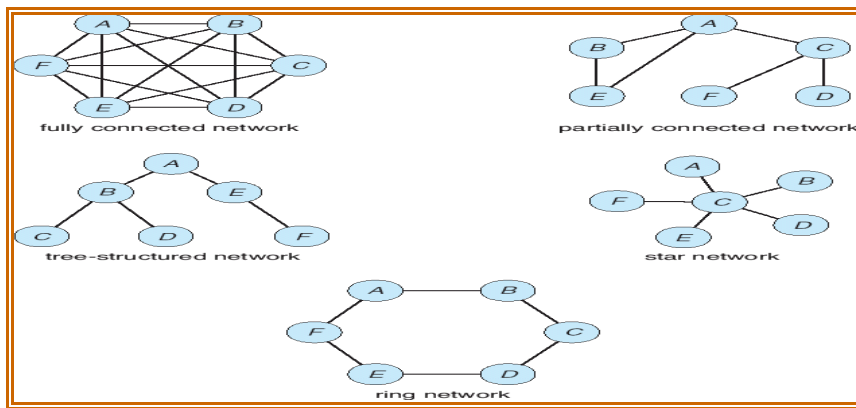 A B
F C
E D
fully connected network
A
B C
E F D
partially connected network
A
B E
C D F
tree-structured network
A
B
F C
D
E
star network
A B
F C
E D
ring network